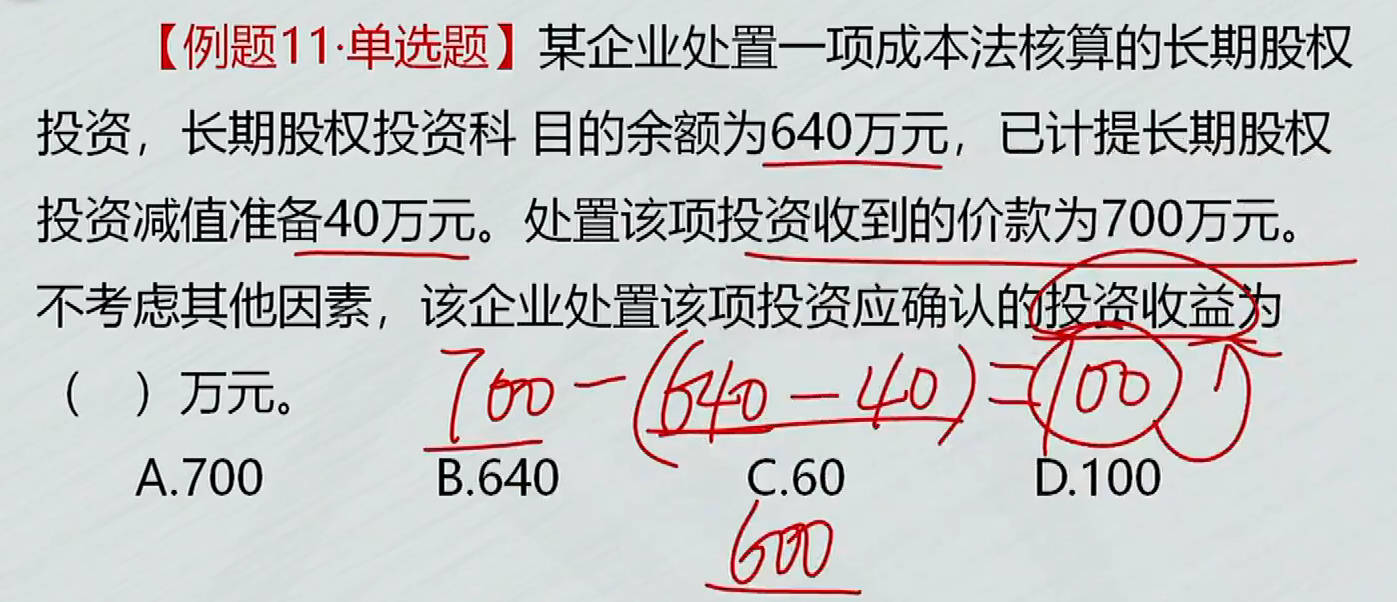 【例题11·单选题】某企业处置一项成本法核算的长期股权
投资，长期股权投资科 目的余额为640万元，已计提长期股权
投资减值准备40万元。处置该项投资收到的价款为700万元。
不考虑其他因素，该企业处置该项投资应确认的投资收益为
（ ）万元。
700-(640-40)=100
A.700 B.640 C.60 D.100
600